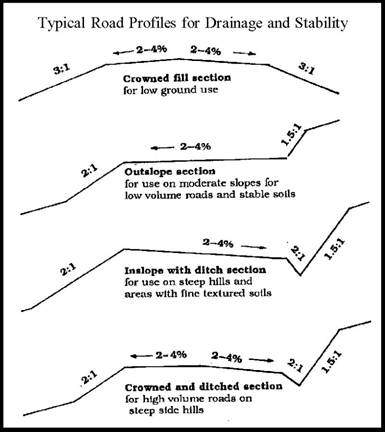 Typical Road Profiles for Drainage and Stability
2-4% 2-4%
3:1 3:1
Crowned fill section
for low ground use
1.5:1
2-4%
2:1
Outslope section
for use on moderate slopes for
low volume roads and stable soils
2-4%
2:1 2:1 1.5:1
Inslope with ditch section
for use on steep hills and
areas with fine textured soils
2-4% 2-4%
2:1 2:1 1.5:1
Crowned and ditched section
for high volume roads on
steep side hills